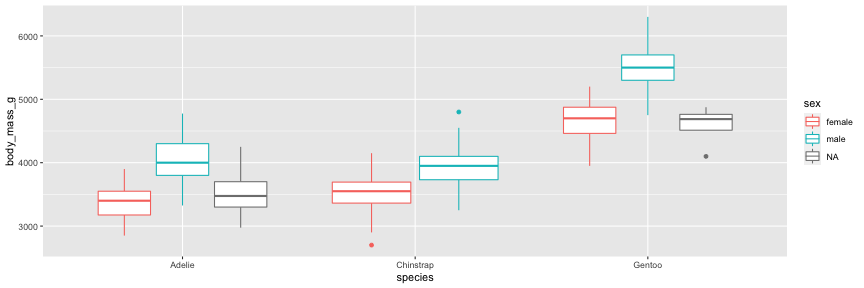 body_mass_g
6000
5000
4000
3000
Adelie
Chinstrap
Gentoo
species
sex
female
male
NA